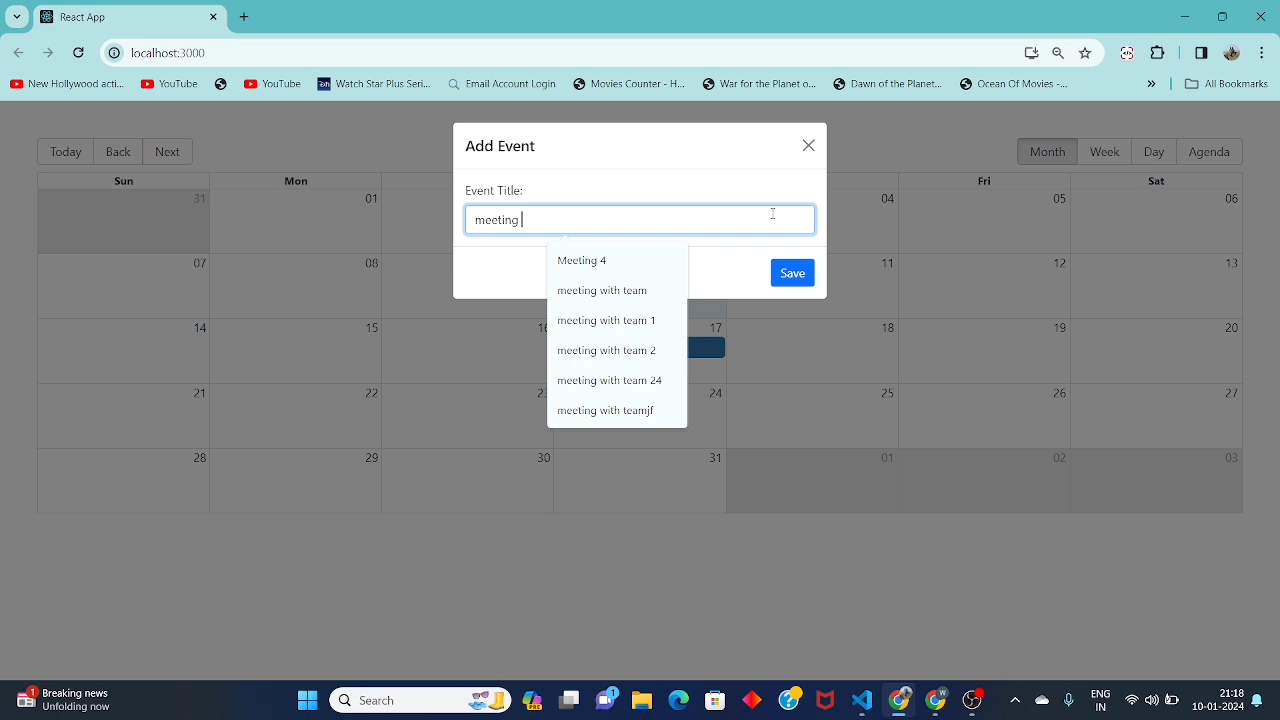 React App
localhost:3000
New Hollywood acti...
YouTube
YouTube
Watch Star Plus Seri...
Email Account Login
Movies Counter - H...
War for the Planet o...
Dawn of the Planet...
Ocean Of Movies -...
»
All Bookmarks
Add Event
Today
Back
Next
Month
Week
Day
Agenda
Sun
Mon
Fri
Sat
Event Title:
31
01
04
05
06
meeting
07
08
11
12
13
Save
Meeting 4
meeting with team
meeting with team 1
meeting with team 2
meeting with team 24
meeting with teamjf
14
15
16
17
18
19
20
21
22
23
24
25
26
27
28
29
30
31
01
02
03
1
Breaking news
Unfolding now
Search
PRE
1
W
ENG
IN
21:18
10-01-2024